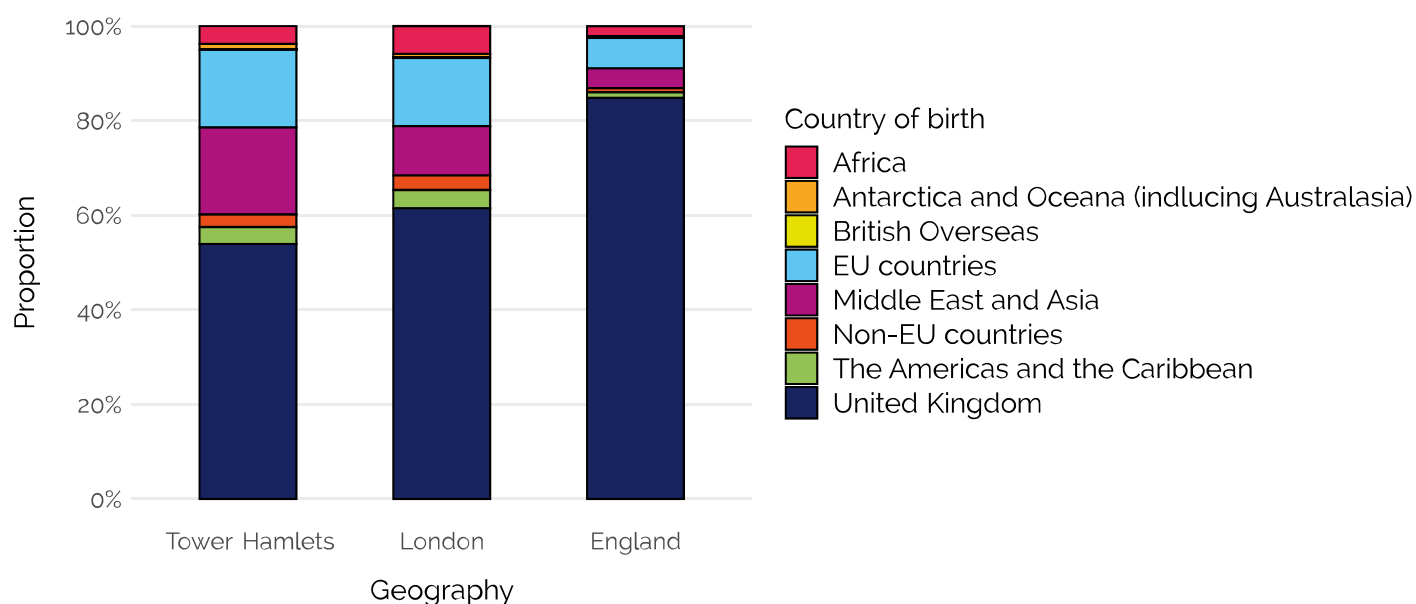 100%
80%
60%
40%
20%
0%
Proportion
Tower Hamlets
London
England
Geography
Country of birth
Africa
Antarctica and Oceana (indlucing Australasia)
British Overseas
EU countries
Middle East and Asia
Non-EU countries
The Americas and the Caribbean
United Kingdom